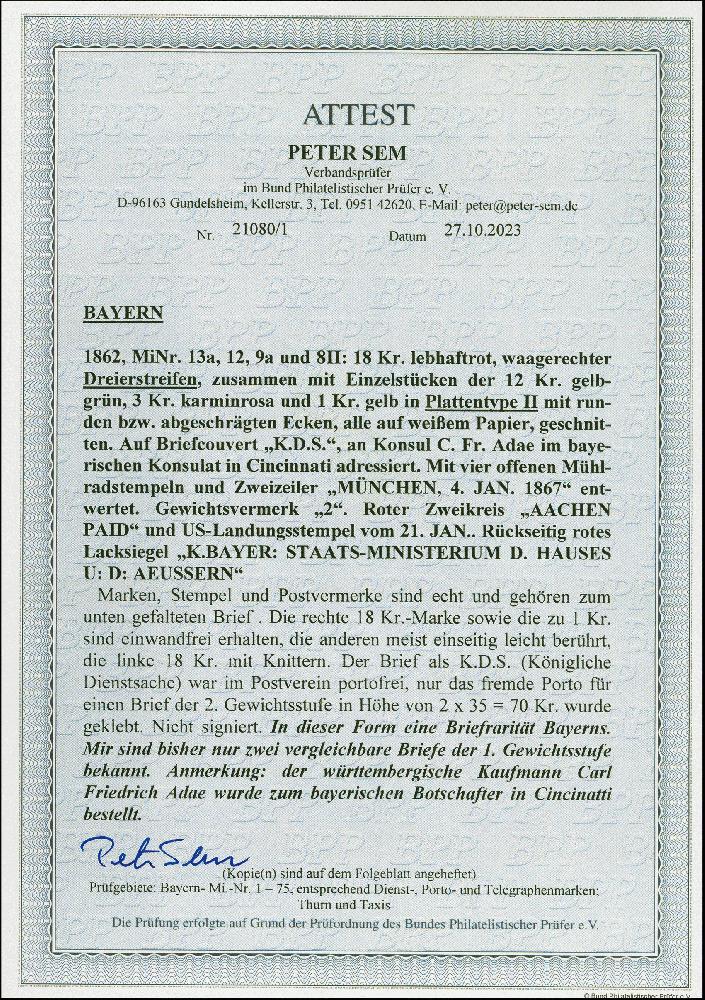 ATTEST
PETER SEM
Verbandsprüfer
im Bund Philatelistischer Prüfer e. V.
D-96163 Gundelsheim, Kellerstr. 3, Tel. 0951 42620, E-Mail: peter@peter-sem.de
Nr. 21080/1 Datum 27.10.2023
BAYERN
1862, MiNr. 13a, 12, 9a und 8II: 18 Kr. lebhaftrot, waagerechter
Dreierstreifen, zusammen mit Einzelstücken der 12 Kr. gelb-
grün, 3 Kr. karminrosa und 1 Kr. gelb in Plattentype II mit run-
den bzw. abgeschrägten Ecken, alle auf weißem Papier, geschnit-
ten. Auf Briefcouvert „K.D.S.“, an Konsul C. Fr. Adae im baye-
rischen Konsulat in Cincinnati adressiert. Mit vier offenen Mühl-
radstempeln und Zweizeiler „MÜNCHEN, 4. JAN. 1867“ ent-
wertet. Gewichtsvermerk „2“. Roter Zweikreis „AACHEN
PAID“ und US-Landungsstempel vom 21. JAN.. Rückseitig rotes
Lacksiegel „K.BAYER: STAATS-MINISTERIUM D. HAUSES
U: D: AEUSSERN“
Marken, Stempel und Postvermerke sind echt und gehören zum
unten gefalteten Brief . Die rechte 18 Kr.-Marke sowie die zu 1 Kr.
sind einwandfrei erhalten, die anderen meist einseitig leicht berührt,
die linke 18 Kr. mit Knittern. Der Brief als K.D.S. (Königliche
Dienstsache) war im Postverein portofrei, nur das fremde Porto für
einen Brief der 2. Gewichtsstufe in Höhe von 2 x 35 = 70 Kr. wurde
geklebt. Nicht signiert. In dieser Form eine Briefrarität Bayerns.
Mir sind bisher nur zwei vergleichbare Briefe der 1. Gewichtsstufe
bekannt. Anmerkung: der württembergische Kaufmann Carl
Friedrich Adae wurde zum bayerischen Botschafter in Cincinatti
bestellt.
Peter Sem
(Kopie(n) sind auf dem Folgeblatt angeheftet)
Prüfgebiete: Bayern- Mi.-Nr. 1 – 75, entsprechend Dienst-, Porto- und Telegraphenmarken;
Thurn und Taxis
Die Prüfung erfolgte auf Grund der Prüfordnung des Bundes Philatelistischer Prüfer e.V.
© Bund Philatelistischer Prüfer e.V.